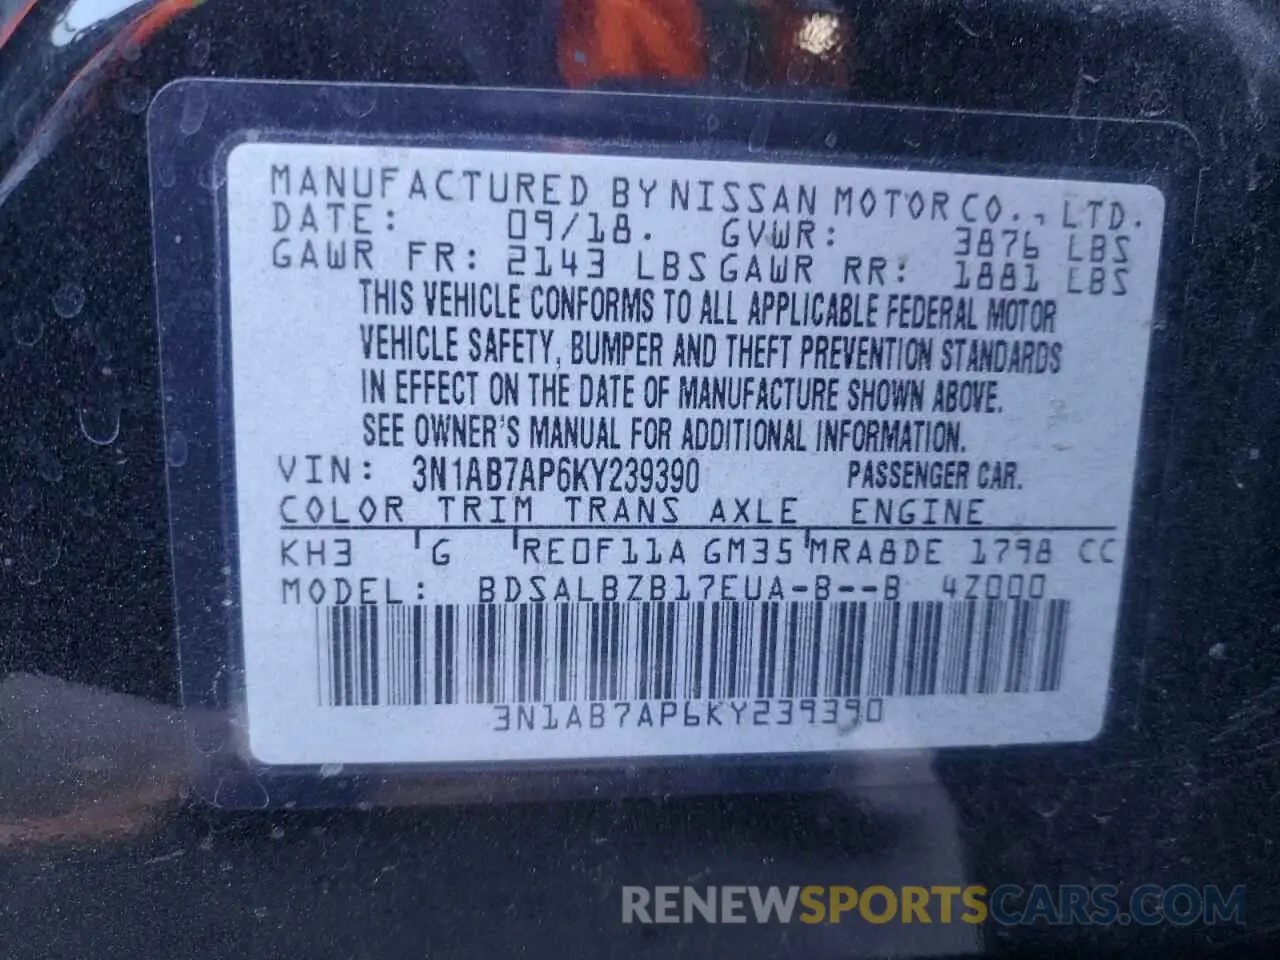 MANUFACTURED BY NISSAN MOTOR CO., LTD.
DATE: 09/18. GVWR: 3876 LBS
GAWR FR: 2143 LBS GAWR RR: 1881 LBS
THIS VEHICLE CONFORMS TO ALL APPLICABLE FEDERAL MOTOR
VEHICLE SAFETY, BUMPER AND THEFT PREVENTION STANDARDS
IN EFFECT ON THE DATE OF MANUFACTURE SHOWN ABOVE.
SEE OWNER'S MANUAL FOR ADDITIONAL INFORMATION.
VIN: 3N1AB7AP6KY239390 PASSENGER CAR.
COLOR TRIM TRANS AXLE ENGINE
KH3 'G 'RE0F11A GM35 'MRA8DE 1798 CC
MODEL: BDSALBZB17EUA-B--B 4Z000
3N1AB7AP6KY239390
RENEWSPORTSCARS.COM